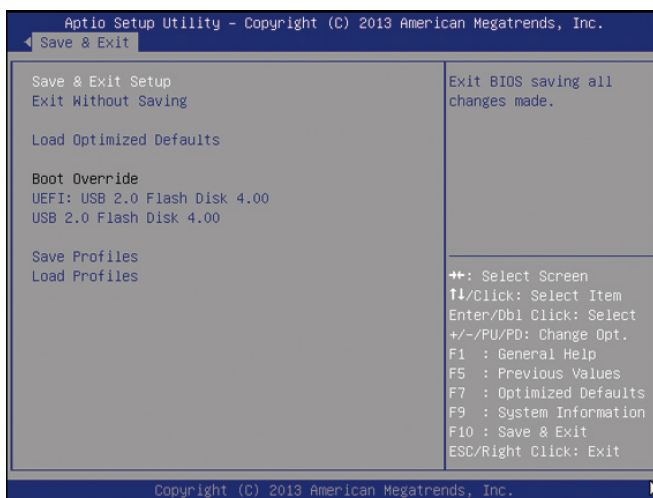 Aptio Setup Utility - Copyright (C) 2013 American Megatrends, Inc.
Save & Exit
Save & Exit Setup
Exit Without Saving
Load Optimized Defaults
Boot Override
UEFI: USB 2.0 Flash Disk 4.00
USB 2.0 Flash Disk 4.00
Save Profiles
Load Profiles
Exit BIOS saving all
changes made.
→←: Select Screen
↑↓/Click: Select Item
Enter/Dbl Click: Select
+/-/PU/PD: Change Opt.
F1 : General Help
F5 : Previous Values
F7 : Optimized Defaults
F9 : System Information
F10 : Save & Exit
ESC/Right Click: Exit
Copyright (C) 2013 American Megatrends, Inc.